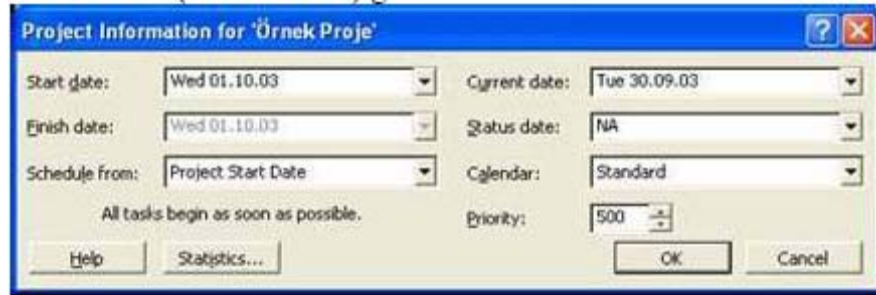 Project Information for 'Örnek Proje'
Start date: Wed 01.10.03 Current date: Tue 30.09.03
Finish date: Wed 01.10.03 Status date: NA
Schedule from: Project Start Date Calendar: Standard
All tasks begin as soon as possible. Priority: 500
Help Statistics... OK Cancel